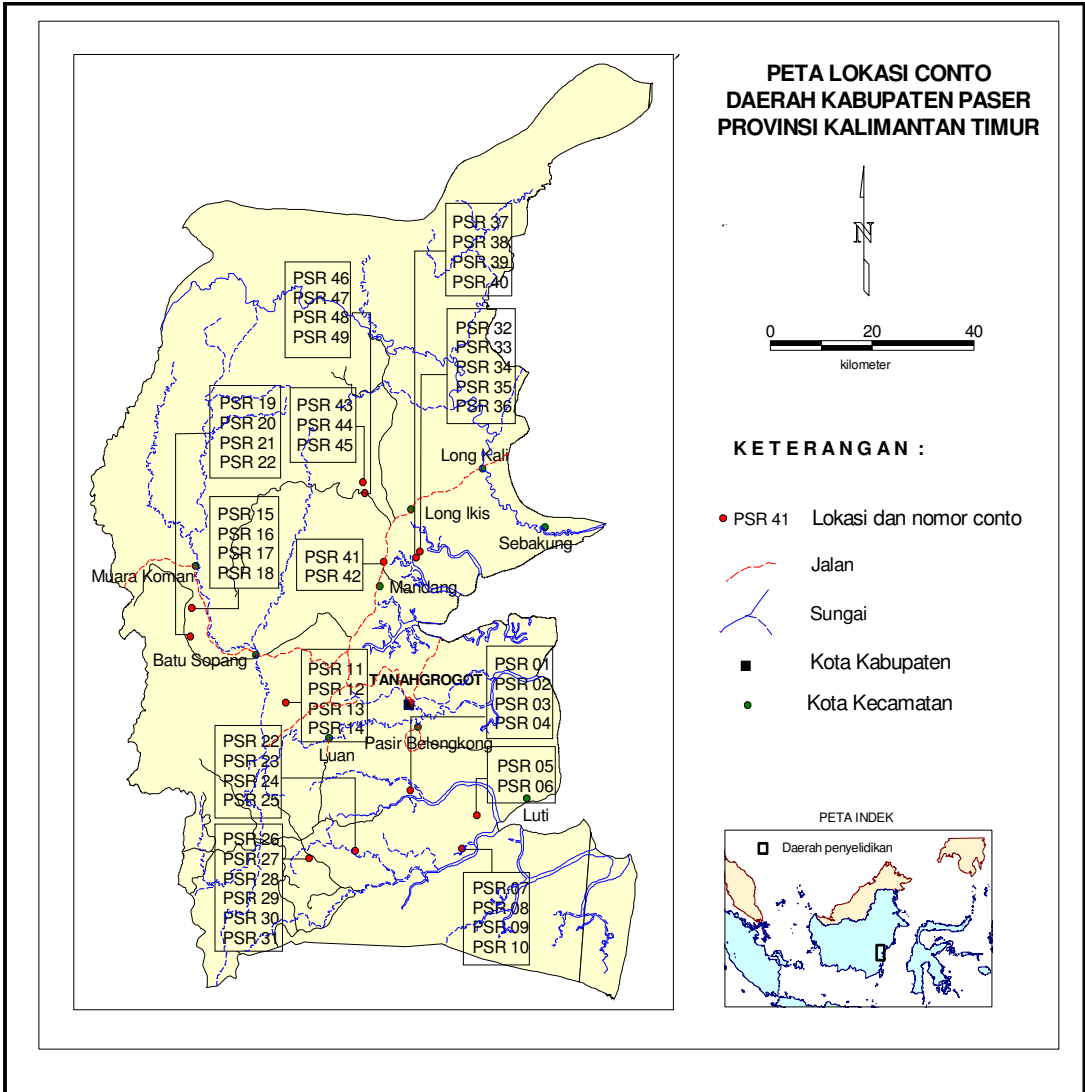 PETA LOKASI CONTO
DAERAH KABUPATEN PASER
PROVINSI KALIMANTAN TIMUR
N
0 20 40
kilometer
KETERANGAN :
PSR 41 Lokasi dan nomor conto
Jalan
Sungai
Kota Kabupaten
Kota Kecamatan
PETA INDEK
Daerah penyelidikan
PSR 37
PSR 38
PSR 39
PSR 40
PSR 46
PSR 47
PSR 48
PSR 49
PSR 32
PSR 33
PSR 34
PSR 35
PSR 36
PSR 19
PSR 20
PSR 21
PSR 22
PSR 43
PSR 44
PSR 45
Long Kali
Long Ikis
Sebakung
PSR 15
PSR 16
PSR 17
PSR 18
PSR 41
PSR 42
Muara Koman
Mandang
Batu Sopang
PSR 11
PSR 12
PSR 13
PSR 14
TANAHGROGOT
PSR 01
PSR 02
PSR 03
PSR 04
Luan
Pasir Belongkong
PSR 22
PSR 23
PSR 24
PSR 25
PSR 05
PSR 06
Luti
PSR 26
PSR 27
PSR 28
PSR 29
PSR 30
PSR 31
PSR 07
PSR 08
PSR 09
PSR 10